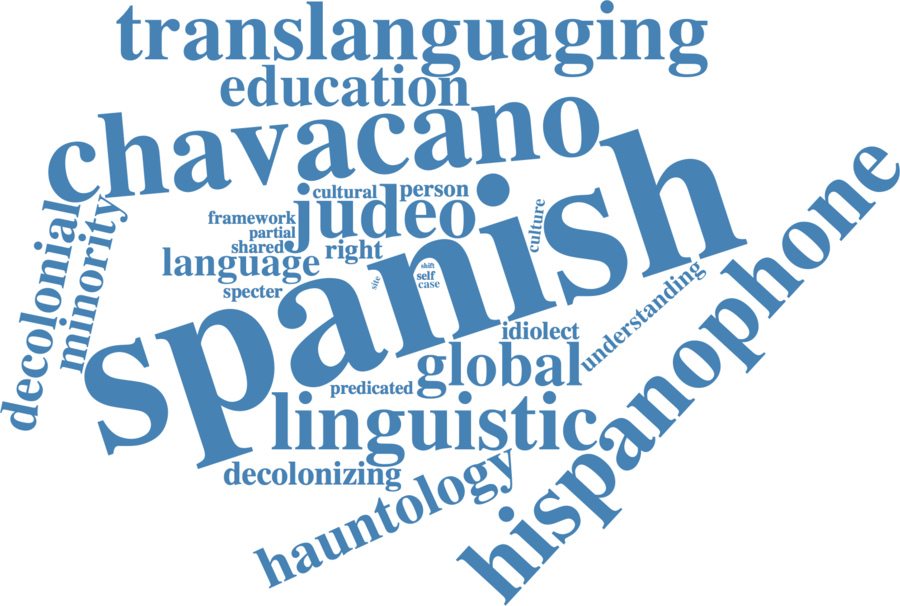 translanguaging
education
chavacano
cultural
person
judeo
framework
partial
shared
right
language
specter
culture
decolonial
minority
spanish
shift
self
case
site
hispanophone
understanding
idiolect
global
predicated
linguistic
decolonizing
hauntology